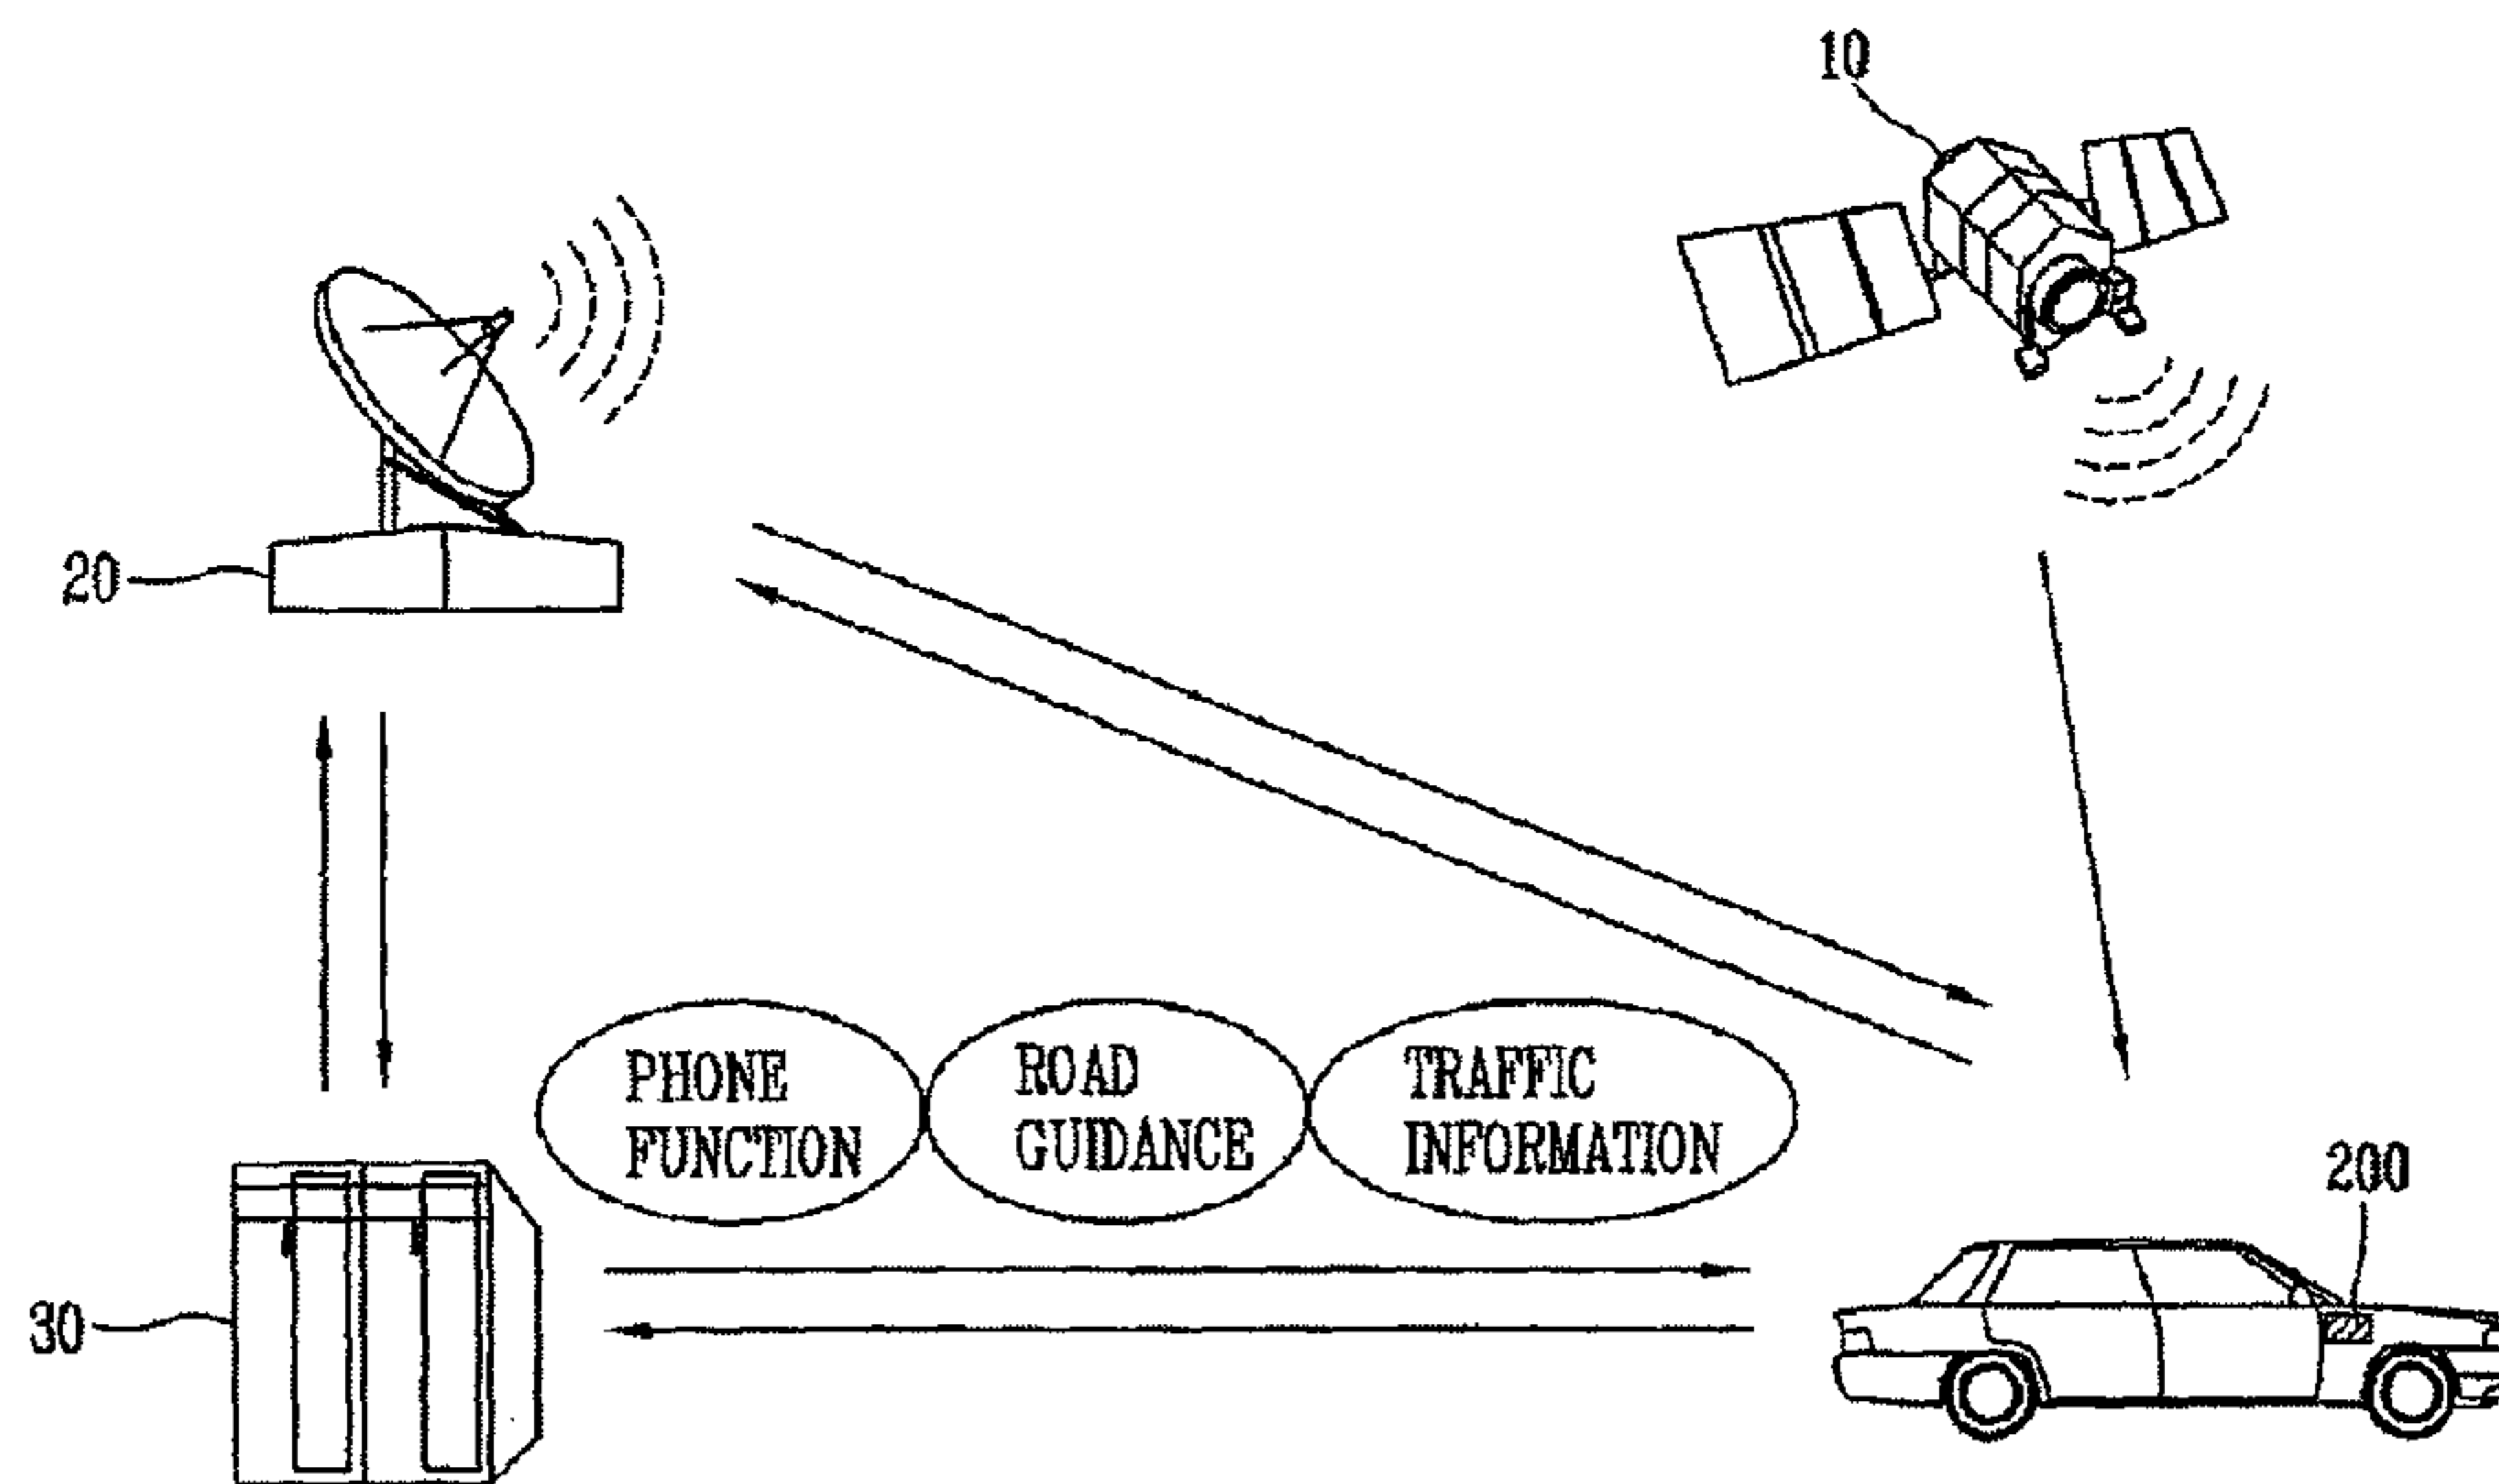 10
20
PHONE
FUNCTION
ROAD
GUIDANCE
TRAFFIC
INFORMATION
200
30